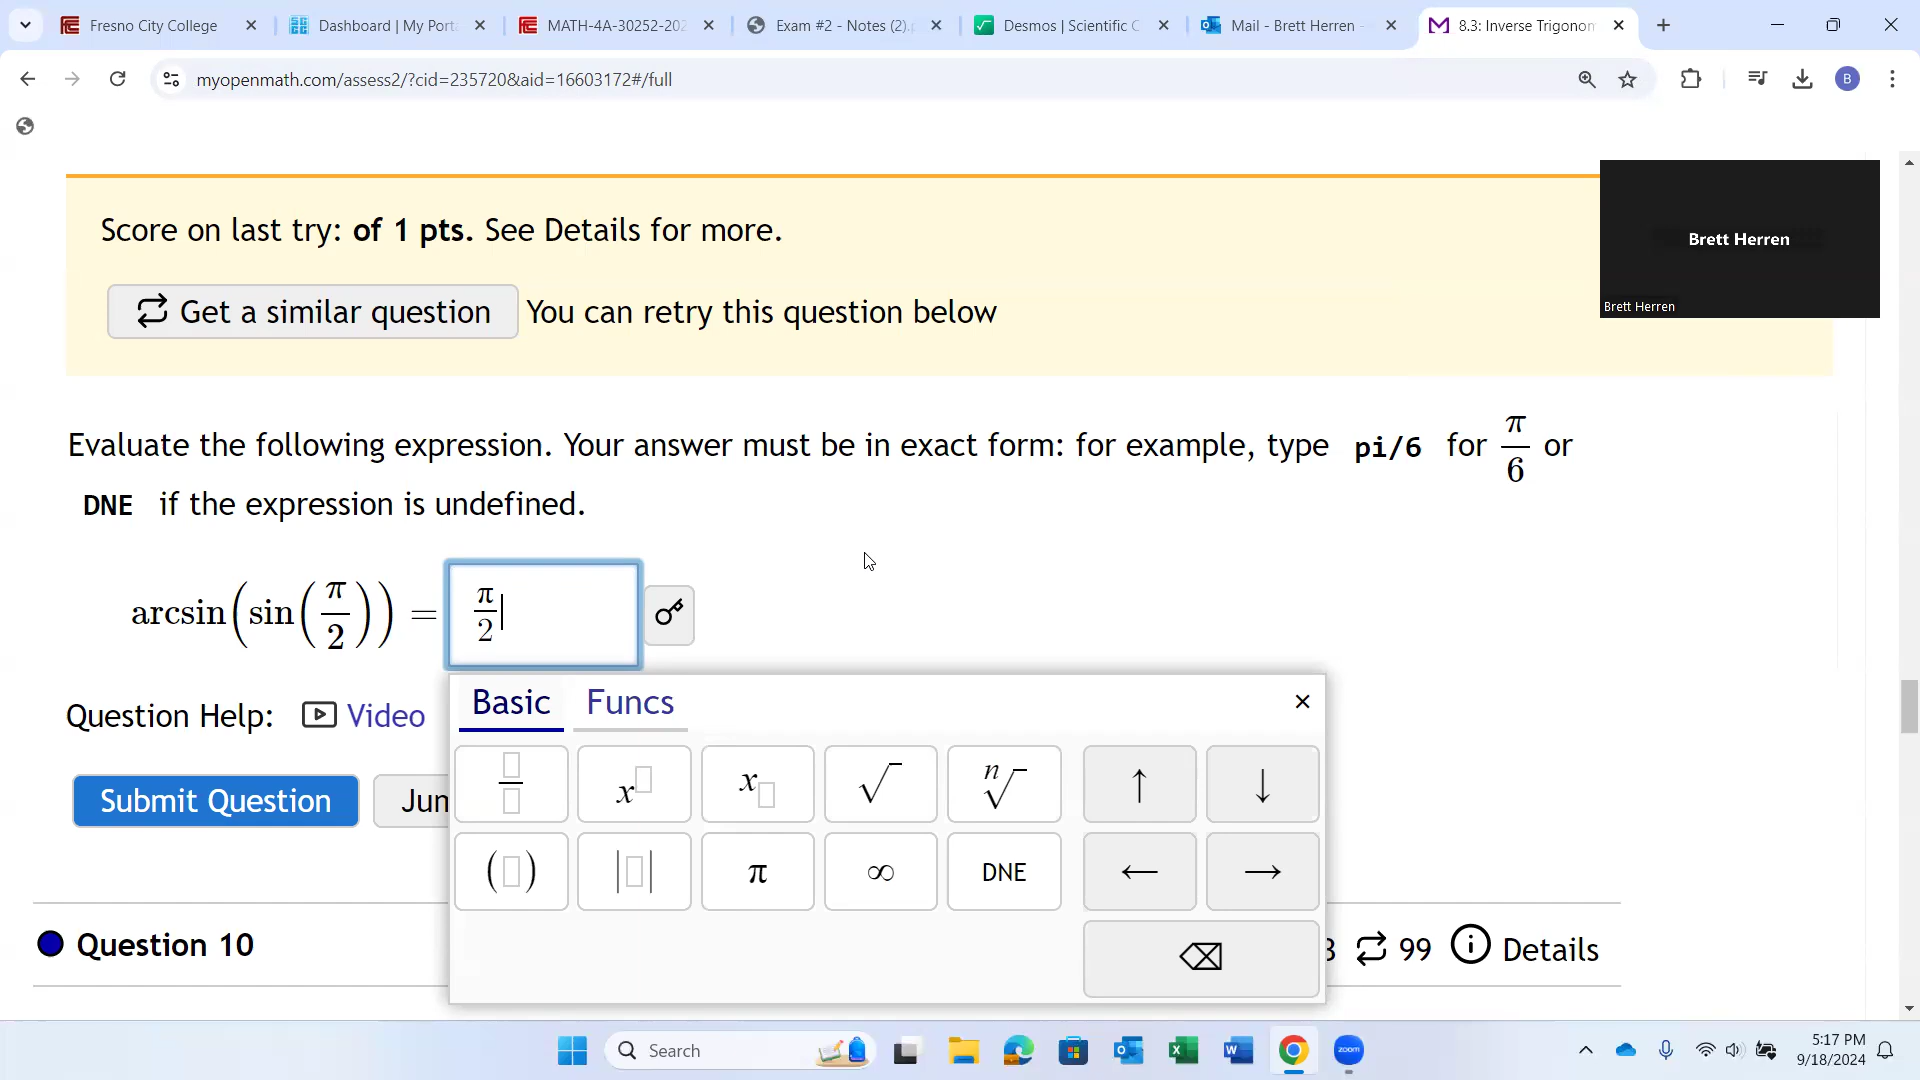 Fresno City College
Dashboard | My Porta
MATH-4A-30252-202
Exam #2 - Notes (2).p
Desmos | Scientific C
Mail - Brett Herren -
8.3: Inverse Trigonom
myopenmath.com/assess2/?cid=235720&aid=16603172#/full
B
Score on last try: of 1 pts. See Details for more.
Get a similar question
You can retry this question below
Brett Herren
Brett Herren
Evaluate the following expression. Your answer must be in exact form: for example, type pi/6 for π/6 or
DNE if the expression is undefined.
arcsin(sin(π/2)) = π/2
Question Help: Video
Basic Funcs ×
Submit Question
Jum
x x √ n√ ↑ ↓
( ) | | π ∞ DNE ← →
Question 10
3 99 Details
Search
zoom
5:17 PM
9/18/2024